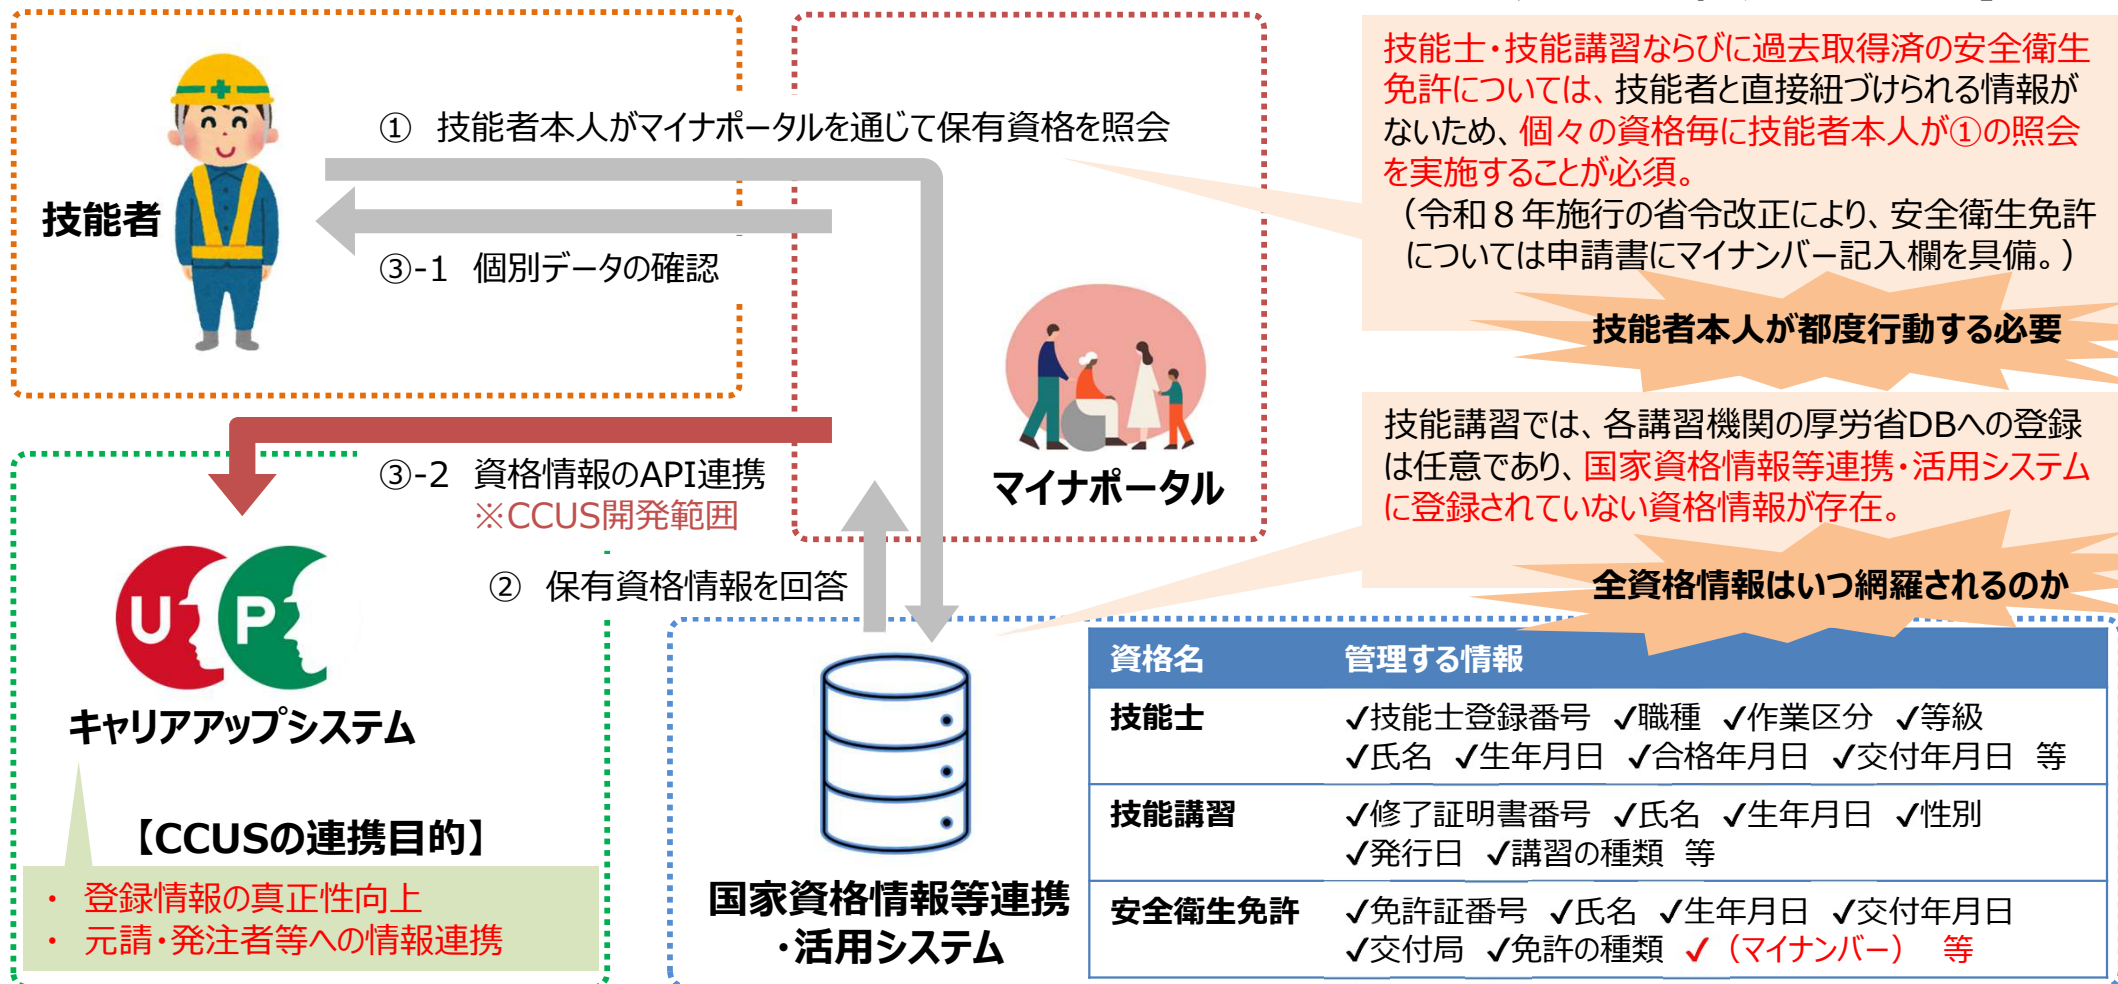 ① 技能者本人がマイナポータルを通じて保有資格を照会
技能者
③-1 個別データの確認
マイナポータル
③-2 資格情報のAPI連携
※CCUS開発範囲
② 保有資格情報を回答
U P
キャリアアップシステム
【CCUSの連携目的】
・ 登録情報の真正性向上
・ 元請・発注者等への情報連携
国家資格情報等連携
・活用システム
技能士・技能講習ならびに過去取得済の安全衛生
免許については、技能者と直接紐づけられる情報が
ないため、個々の資格毎に技能者本人が①の照会
を実施することが必須。
（令和８年施行の省令改正により、安全衛生免許
については申請書にマイナンバー記入欄を具備。）
技能者本人が都度行動する必要
技能講習では、各講習機関の厚労省DBへの登録
は任意であり、国家資格情報等連携・活用システム
に登録されていない資格情報が存在。
全資格情報はいつ網羅されるのか
資格名 管理する情報
技能士 ✓技能士登録番号 ✓職種 ✓作業区分 ✓等級
✓氏名 ✓生年月日 ✓合格年月日 ✓交付年月日 等
技能講習 ✓修了証明書番号 ✓氏名 ✓生年月日 ✓性別
✓発行日 ✓講習の種類 等
安全衛生免許 ✓免許証番号 ✓氏名 ✓生年月日 ✓交付年月日
✓交付局 ✓免許の種類 ✓（マイナンバー） 等